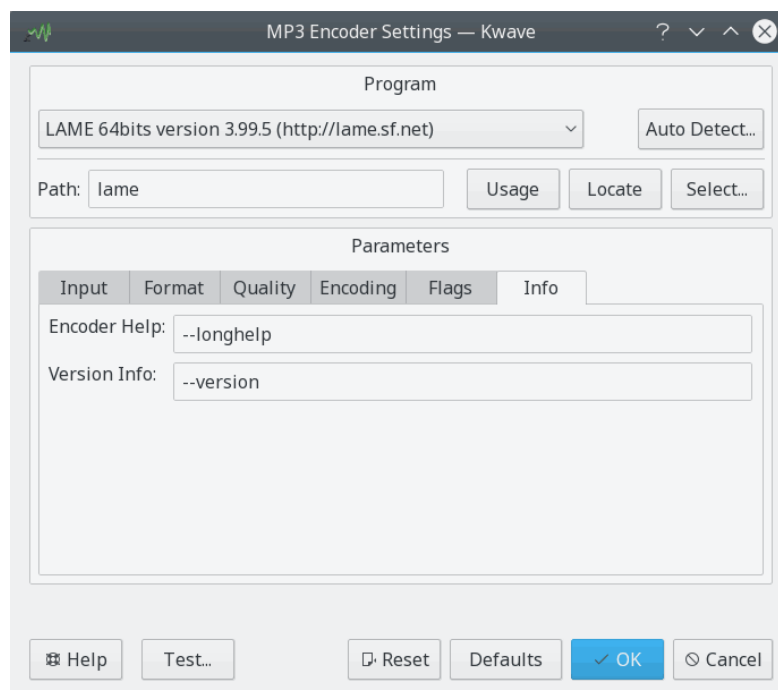 MP3 Encoder Settings — Kwave
Program
LAME 64bits version 3.99.5 (http://lame.sf.net)
Auto Detect...
Path: lame Usage Locate Select...
Parameters
Input Format Quality Encoding Flags Info
Encoder Help: --longhelp
Version Info: --version
Help Test... Reset Defaults OK Cancel